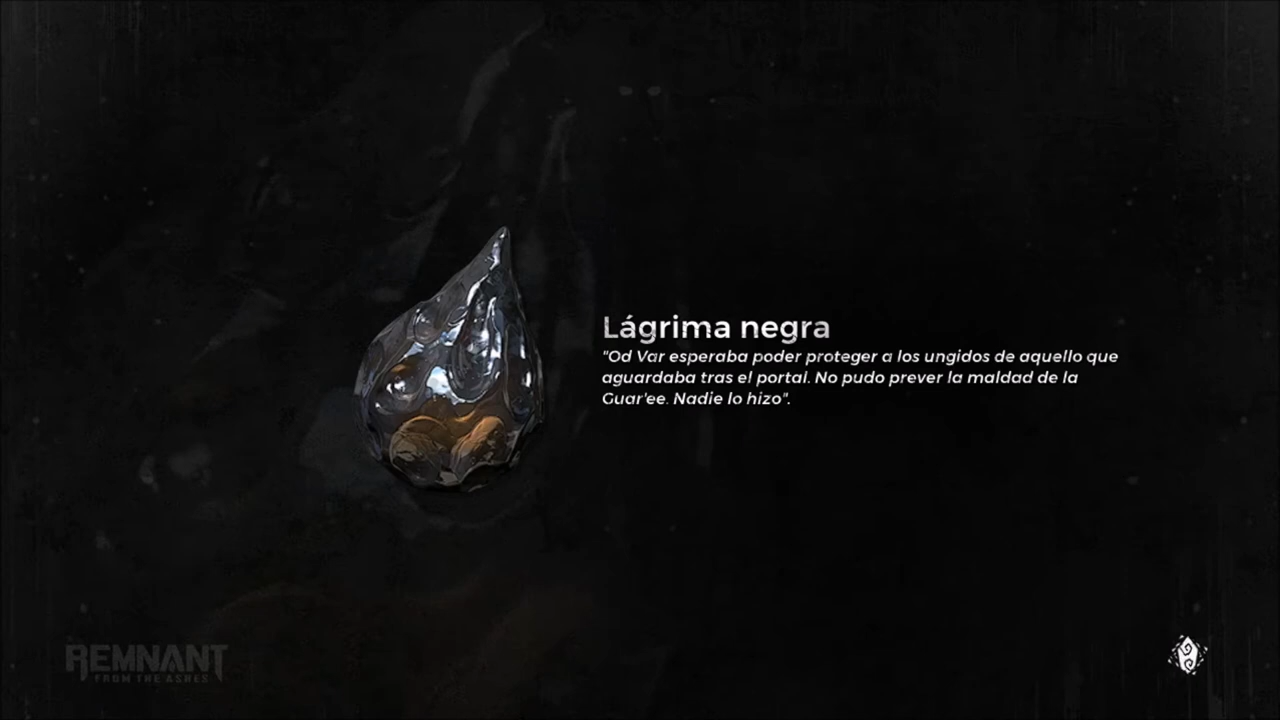 Lágrima negra
"Od Var esperaba poder proteger a los ungidos de aquello que
aguardaba tras el portal. No pudo prever la maldad de la
Guar'ee. Nadie lo hizo".
REMNANT
FROM THE ASHES